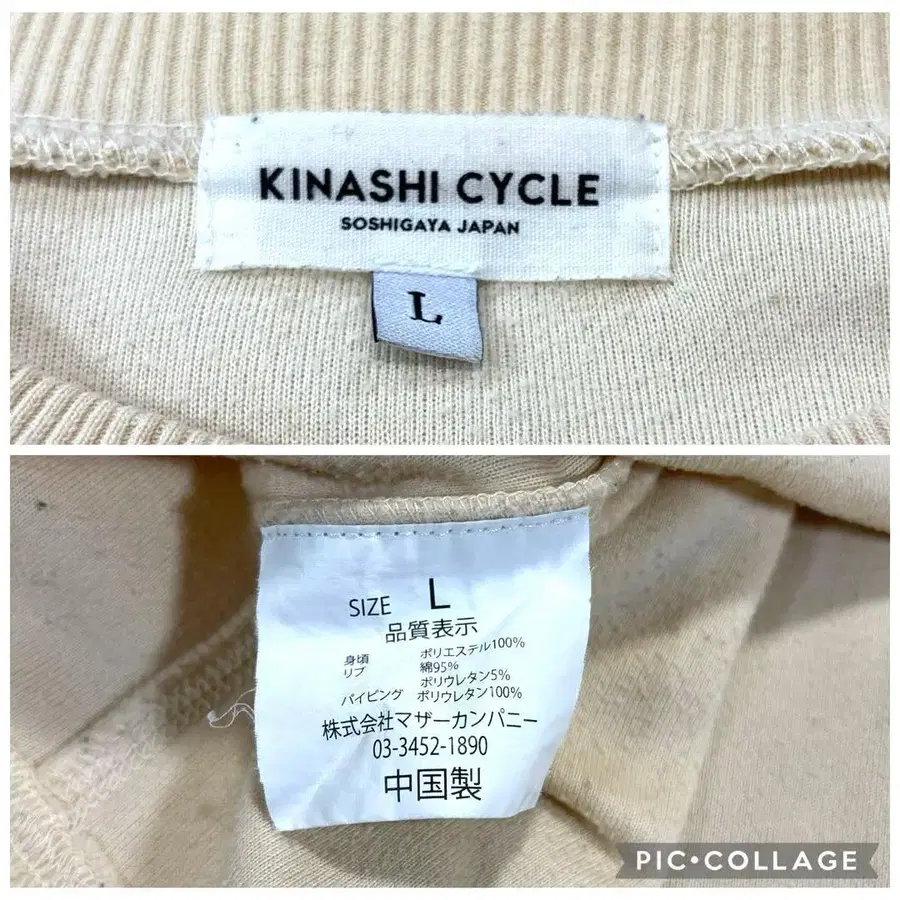 KINASHI CYCLE
SOSHIGAYA JAPAN
L
SIZE L
品質表示
身頃 ポリエステル100%
リブ 綿95%
ポリウレタン5%
パイピング ポリウレタン100%
株式会社マザーカンパニー
03-3452-1890
中国製
PIC•COLLAGE